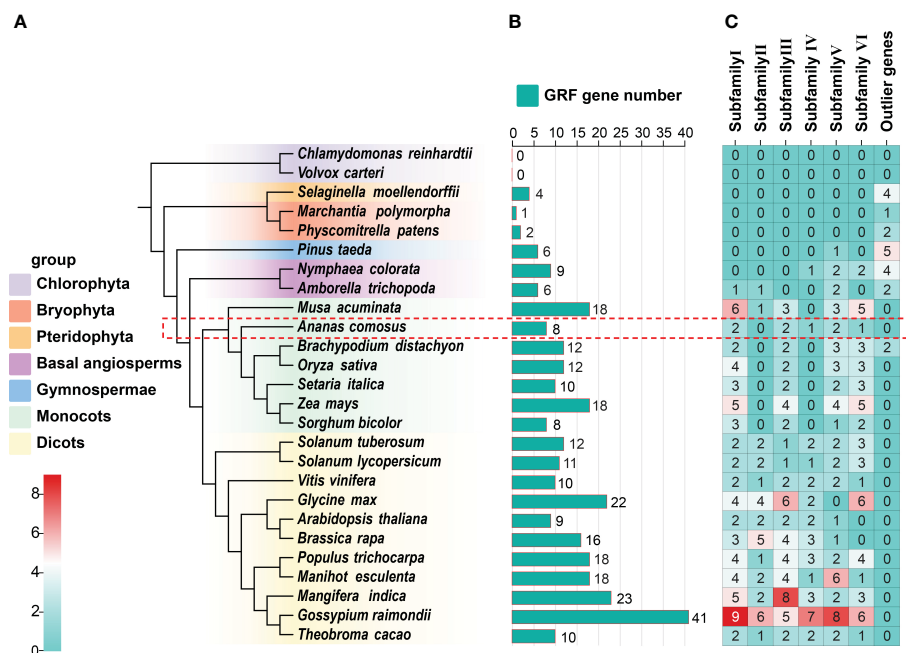 A
B
C
SubfamilyI
SubfamilyII
SubfamilyIII
Subfamily IV
SubfamilyV
Subfamily VI
Outlier genes
GRF gene number
0 5 10 15 20 25 30 35 40
Chlamydomonas reinhardtii 0 0 0 0 0 0 0 0
Volvox carteri 0 0 0 0 0 0 0 0
Selaginella moellendorffii 4 0 0 0 0 0 0 4
Marchantia polymorpha 1 0 0 0 0 0 0 1
Physcomitrella patens 2 0 0 0 0 0 0 2
Pinus taeda 6 0 0 0 0 1 0 5
Nymphaea colorata 9 0 0 0 1 2 2 4
Amborella trichopoda 6 1 1 0 0 2 0 2
Musa acuminata 18 6 1 3 0 3 5 0
Ananas comosus 8 2 0 2 1 2 1 0
Brachypodium distachyon 12 2 0 2 0 3 3 2
Oryza sativa 12 4 0 2 0 3 3 0
Setaria italica 10 3 0 2 0 2 3 0
Zea mays 18 5 0 4 0 4 5 0
Sorghum bicolor 8 3 0 2 0 1 2 0
Solanum tuberosum 12 2 2 1 2 2 3 0
Solanum lycopersicum 11 2 2 1 1 2 3 0
Vitis vinifera 10 2 1 2 2 1 2 0
Glycine max 22 4 4 6 2 0 6 0
Arabidopsis thaliana 9 2 2 2 2 1 0 0
Brassica rapa 16 3 5 4 3 1 0 0
Populus trichocarpa 18 4 1 4 3 2 4 0
Manihot esculenta 18 4 2 4 1 6 1 0
Mangifera indica 23 5 2 8 3 2 3 0
Gossypium raimondii 41 9 6 5 7 8 6 0
Theobroma cacao 10 2 1 2 2 2 1 0
group
Chlorophyta
Bryophyta
Pteridophyta
Basal angiosperms
Gymnospermae
Monocots
Dicots
8
6
4
2
0